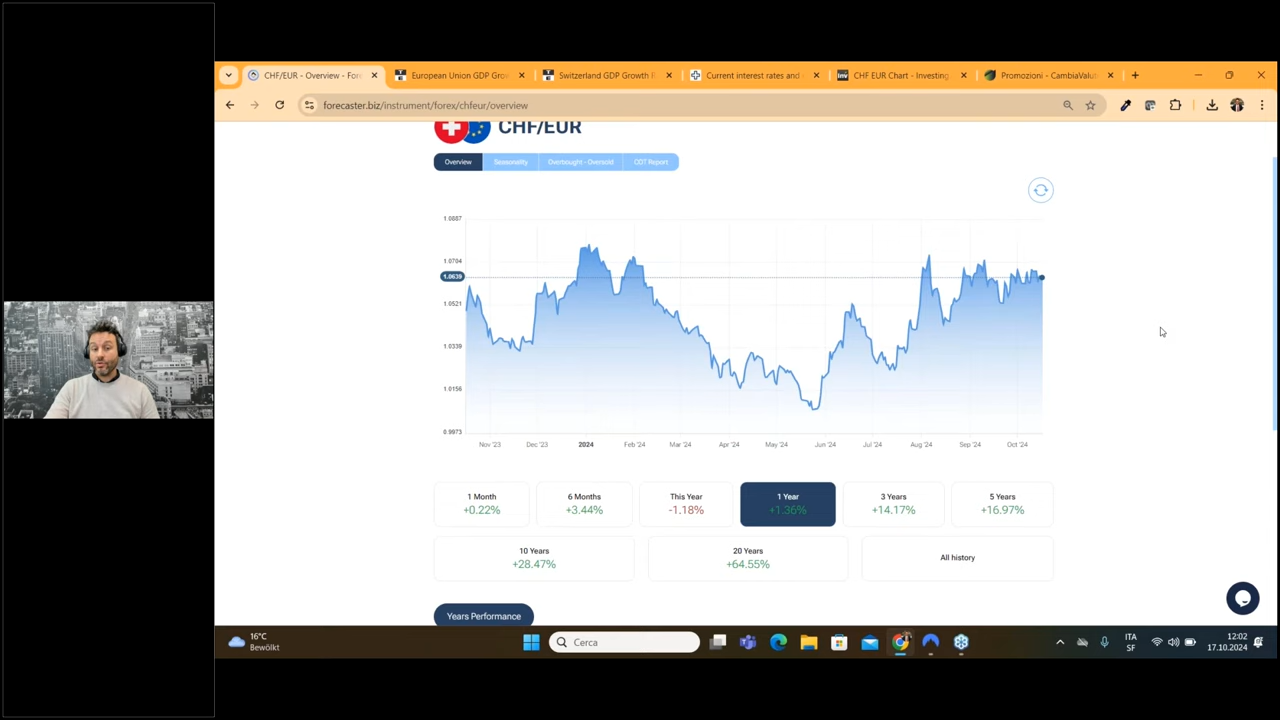 CHF/EUR - Overview - For
European Union GDP Gro
Switzerland GDP Growth R
Current interest rates and
CHF EUR Chart - Investing
Promozioni - CambiaValut
forecaster.biz/instrument/forex/chfeur/overview
CHF/EUR
Overview
Seasonality
Overbought - Oversold
COT Report
1.0887
1.0704
1.0639
1.0521
1.0339
1.0156
0.9973
Nov '23
Dec '23
2024
Feb '24
Mar '24
Apr '24
May '24
Jun '24
Jul '24
Aug '24
Sep '24
Oct '24
1 Month
+0.22%
6 Months
+3.44%
This Year
-1.18%
1 Year
+1.36%
3 Years
+14.17%
5 Years
+16.97%
10 Years
+28.47%
20 Years
+64.55%
All history
Years Performance
16°C
Bewölkt
Cerca
ITA
SF
12:02
17.10.2024